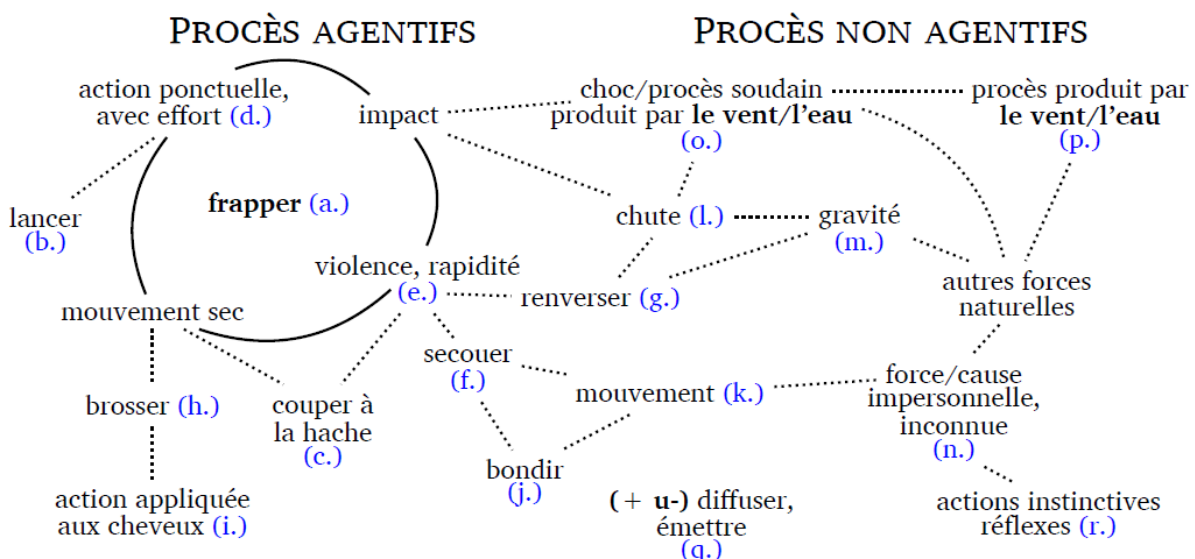 PROCÈS AGENTIFS
PROCÈS NON AGENTIFS
action ponctuelle,
avec effort (d.)
impact
choc/procès soudain
produit par le vent/l’eau
(o.)
procès produit par
le vent/l’eau
(p.)
lancer
(b.)
frapper (a.)
chute (l.)
gravité
(m.)
violence, rapidité
(e.)
renverser (g.)
autres forces
naturelles
mouvement sec
secouer
(f.)
mouvement (k.)
force/cause
impersonnelle,
inconnue
(n.)
brosser (h.)
couper à
la hache
(c.)
bondir
(j.)
action appliquée
aux cheveux (i.)
(+ u-) diffuser,
émettre
(q.)
actions instinctives
réflexes (r.)